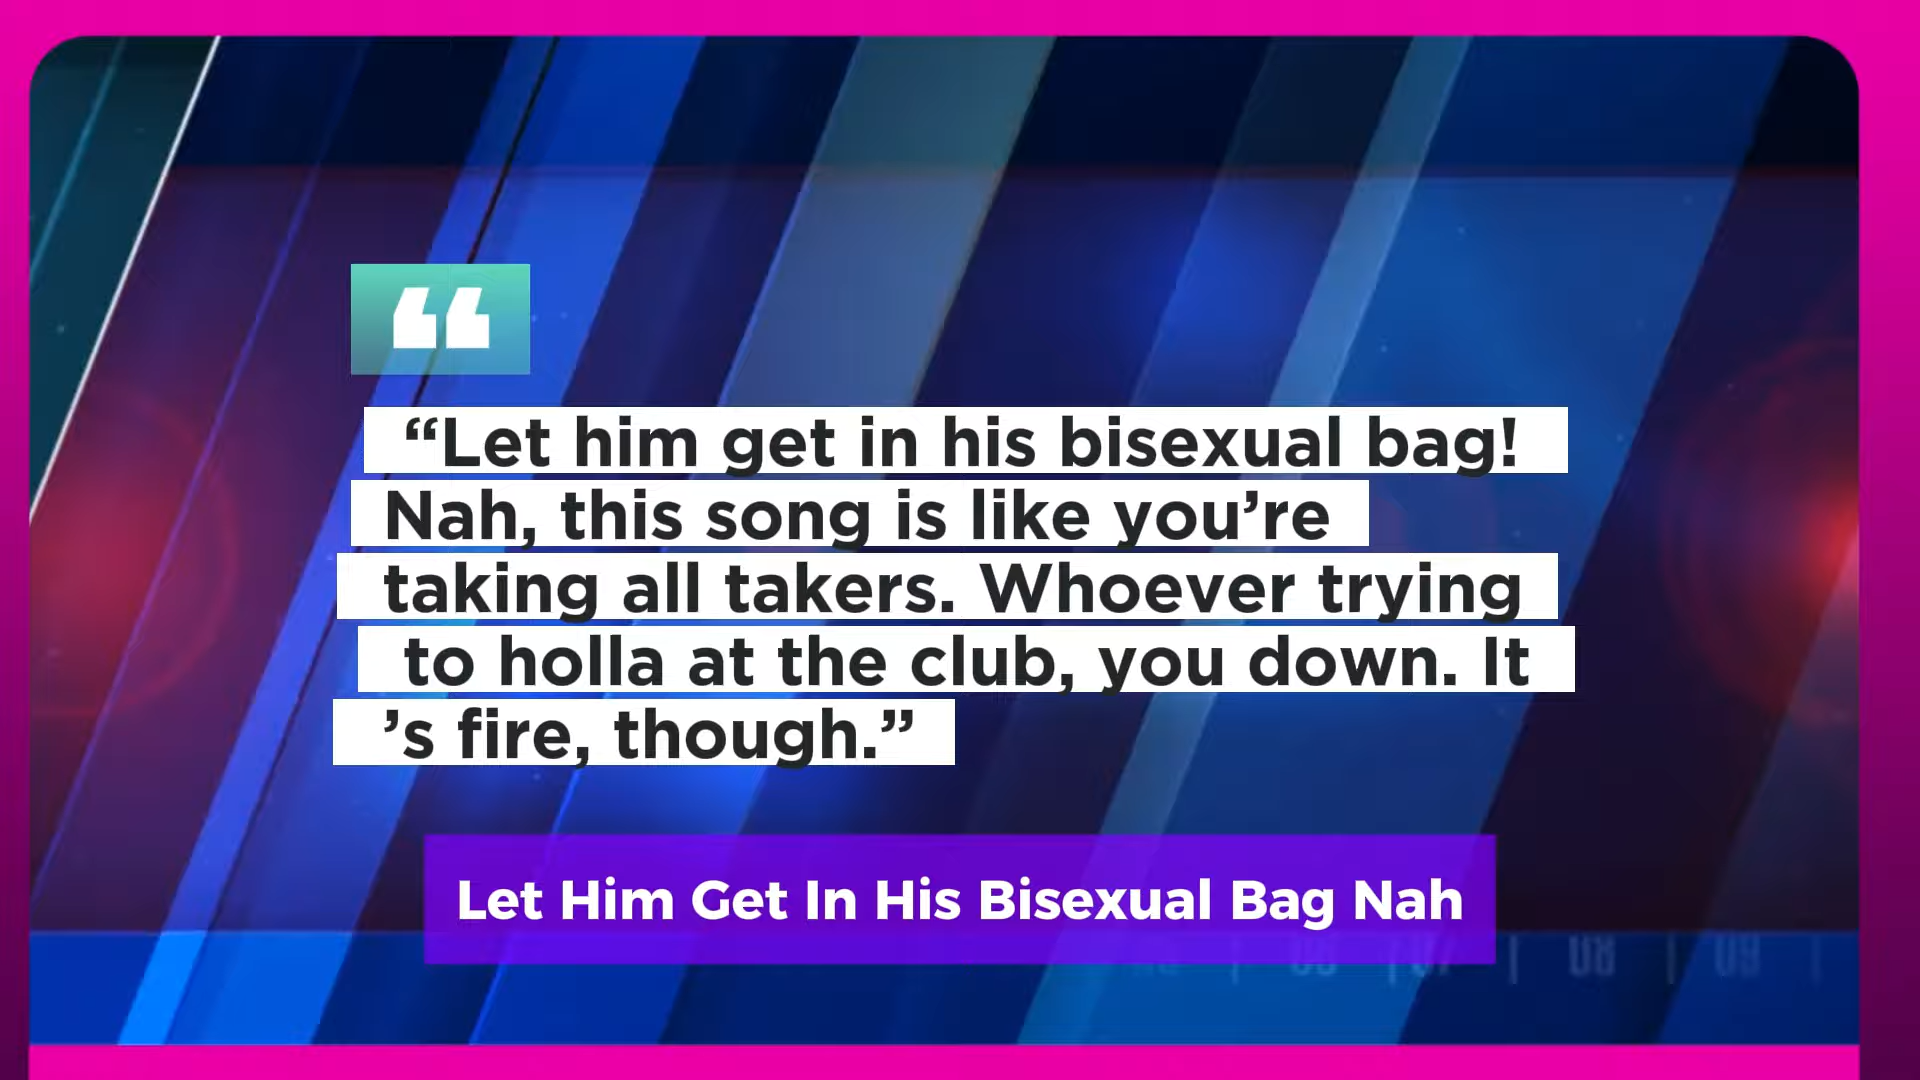 “Let him get in his bisexual bag!
Nah, this song is like you’re
taking all takers. Whoever trying
to holla at the club, you down. It
’s fire, though.”
Let Him Get In His Bisexual Bag Nah